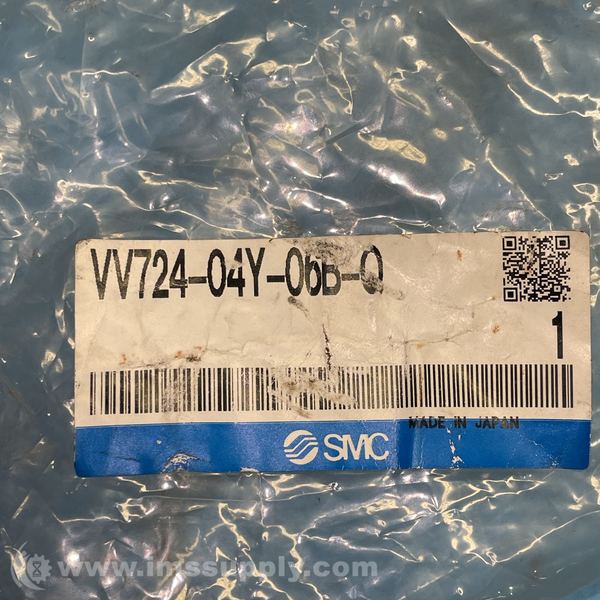 VV724-04Y-06B-Q
1
MADE IN JAPAN
SMC
www.imssupply.com